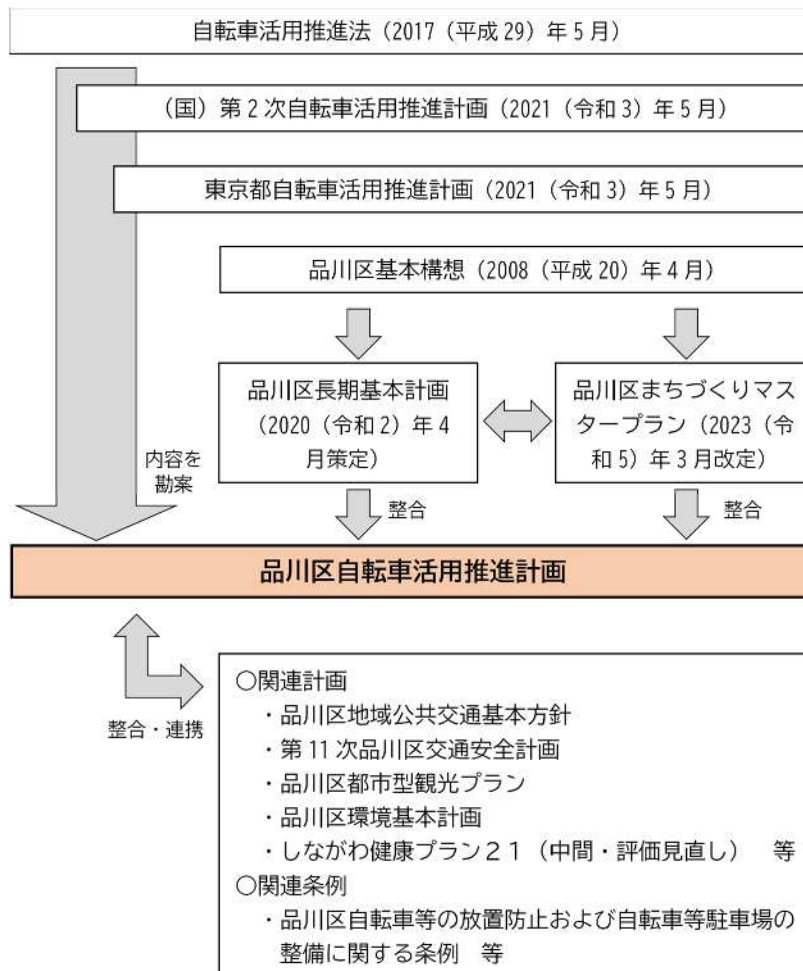 自転車活用推進法（2017（平成 29）年 5 月）
（国）第 2 次自転車活用推進計画（2021（令和 3）年 5 月）
東京都自転車活用推進計画（2021（令和 3）年 5 月）
品川区基本構想（2008（平成 20）年 4 月）
品川区長期基本計画
（2020（令和 2）年 4
月策定）
品川区まちづくりマス
タープラン（2023（令
和 5）年 3 月改定）
内容を
勘案
整合
整合
品川区自転車活用推進計画
整合・連携
○関連計画
・品川区地域公共交通基本方針
・第 11 次品川区交通安全計画
・品川区都市型観光プラン
・品川区環境基本計画
・しながわ健康プラン２１（中間・評価見直し）　等
○関連条例
・品川区自転車等の放置防止および自転車等駐車場の
整備に関する条例　等